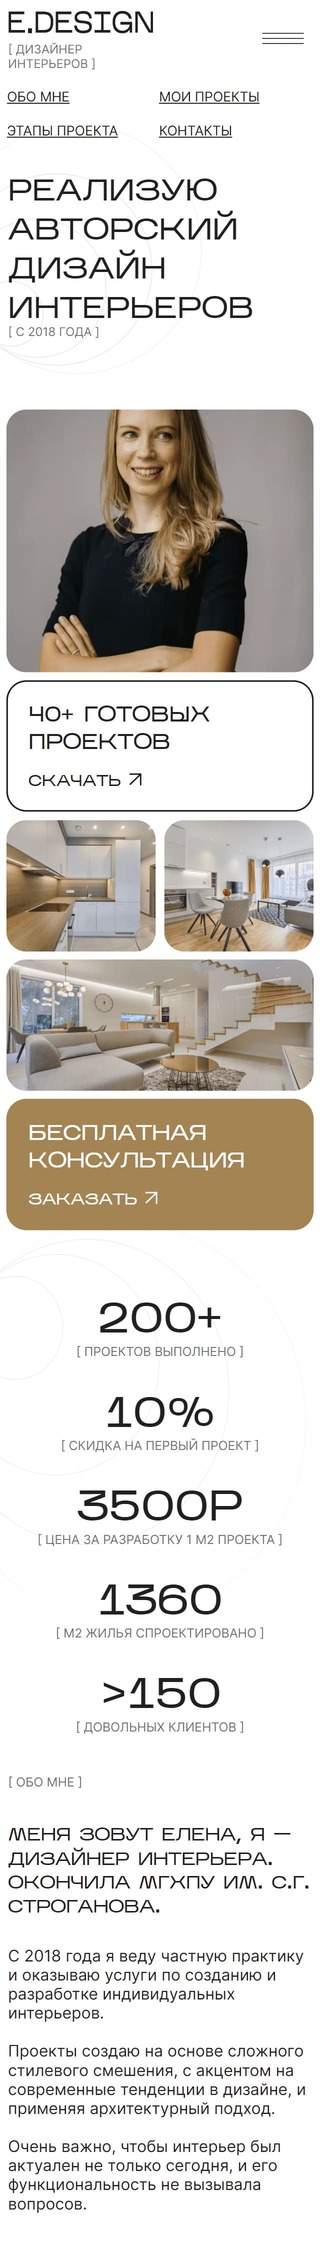 E.DESIGN
[ ДИЗАЙНЕР
ИНТЕРЬЕРОВ ]
ОБО МНЕ
МОИ ПРОЕКТЫ
ЭТАПЫ ПРОЕКТА
КОНТАКТЫ
РЕАЛИЗУЮ
АВТОРСКИЙ
ДИЗАЙН
ИНТЕРЬЕРОВ
[ С 2018 ГОДА ]
40+ ГОТОВЫХ
ПРОЕКТОВ
СКАЧАТЬ
БЕСПЛАТНАЯ
КОНСУЛЬТАЦИЯ
ЗАКАЗАТЬ
200+
[ ПРОЕКТОВ ВЫПОЛНЕНО ]
10%
[ СКИДКА НА ПЕРВЫЙ ПРОЕКТ ]
3500Р
[ ЦЕНА ЗА РАЗРАБОТКУ 1 М2 ПРОЕКТА ]
1360
[ М2 ЖИЛЬЯ СПРОЕКТИРОВАНО ]
>150
[ ДОВОЛЬНЫХ КЛИЕНТОВ ]
[ ОБО МНЕ ]
МЕНЯ ЗОВУТ ЕЛЕНА, Я —
ДИЗАЙНЕР ИНТЕРЬЕРА.
ОКОНЧИЛА МГХПУ ИМ. С.Г.
СТРОГАНОВА.
С 2018 года я веду частную практику
и оказываю услуги по созданию и
разработке индивидуальных
интерьеров.
Проекты создаю на основе сложного
стилевого смешения, с акцентом на
современные тенденции в дизайне, и
применяя архитектурный подход.
Очень важно, чтобы интерьер был
актуален не только сегодня, и его
функциональность не вызывала
вопросов.